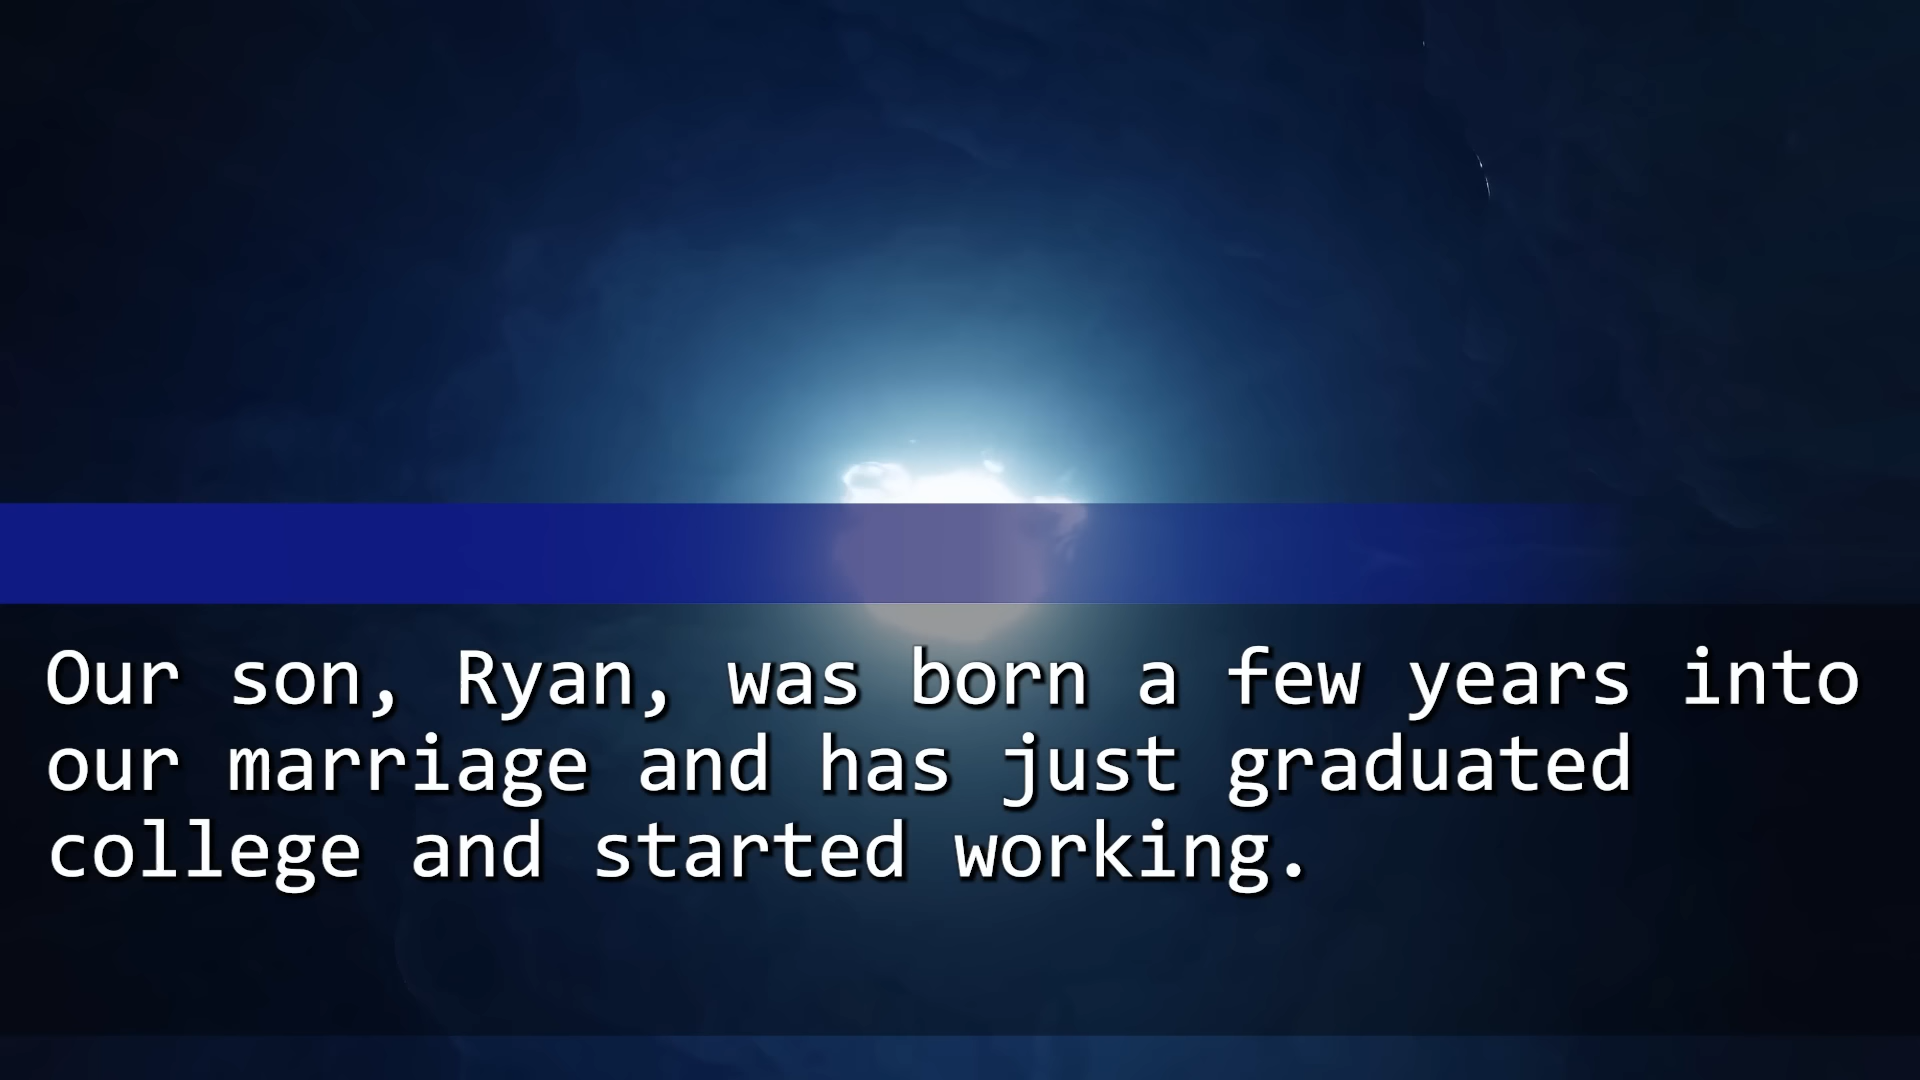 Our son, Ryan, was born a few years into
our marriage and has just graduated
college and started working.